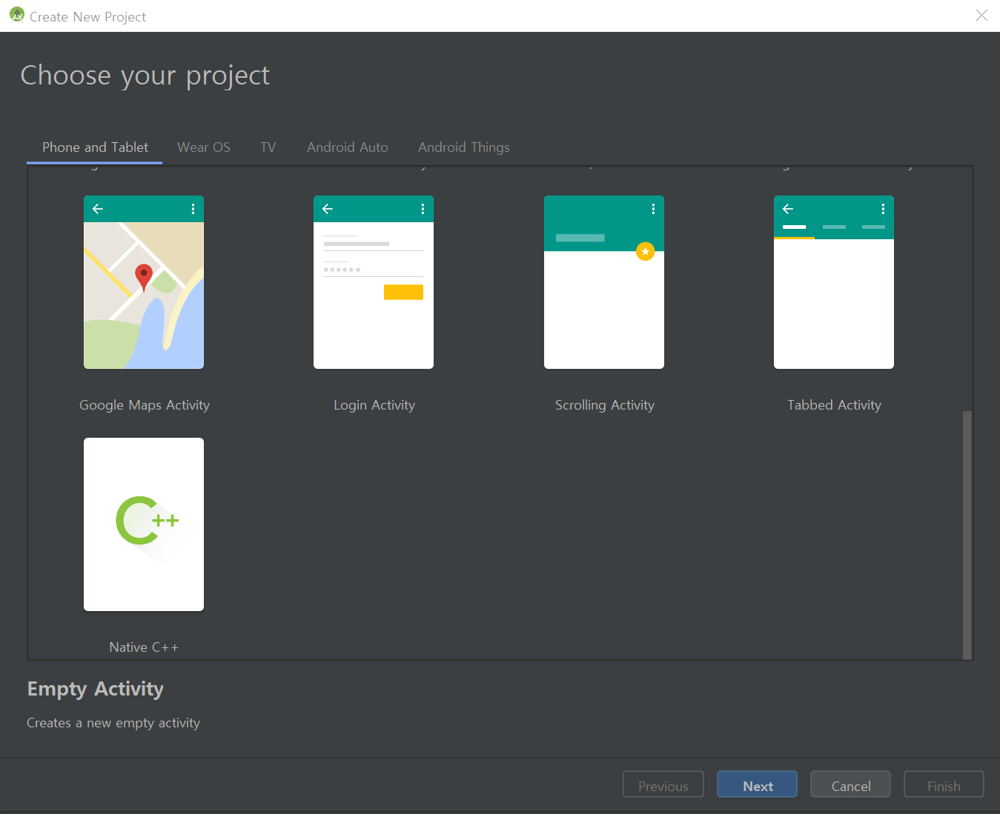 Create New Project
Choose your project
Phone and Tablet Wear OS TV Android Auto Android Things
Google Maps Activity Login Activity Scrolling Activity Tabbed Activity
C++
Native C++
Empty Activity
Creates a new empty activity
Previous Next Cancel Finish